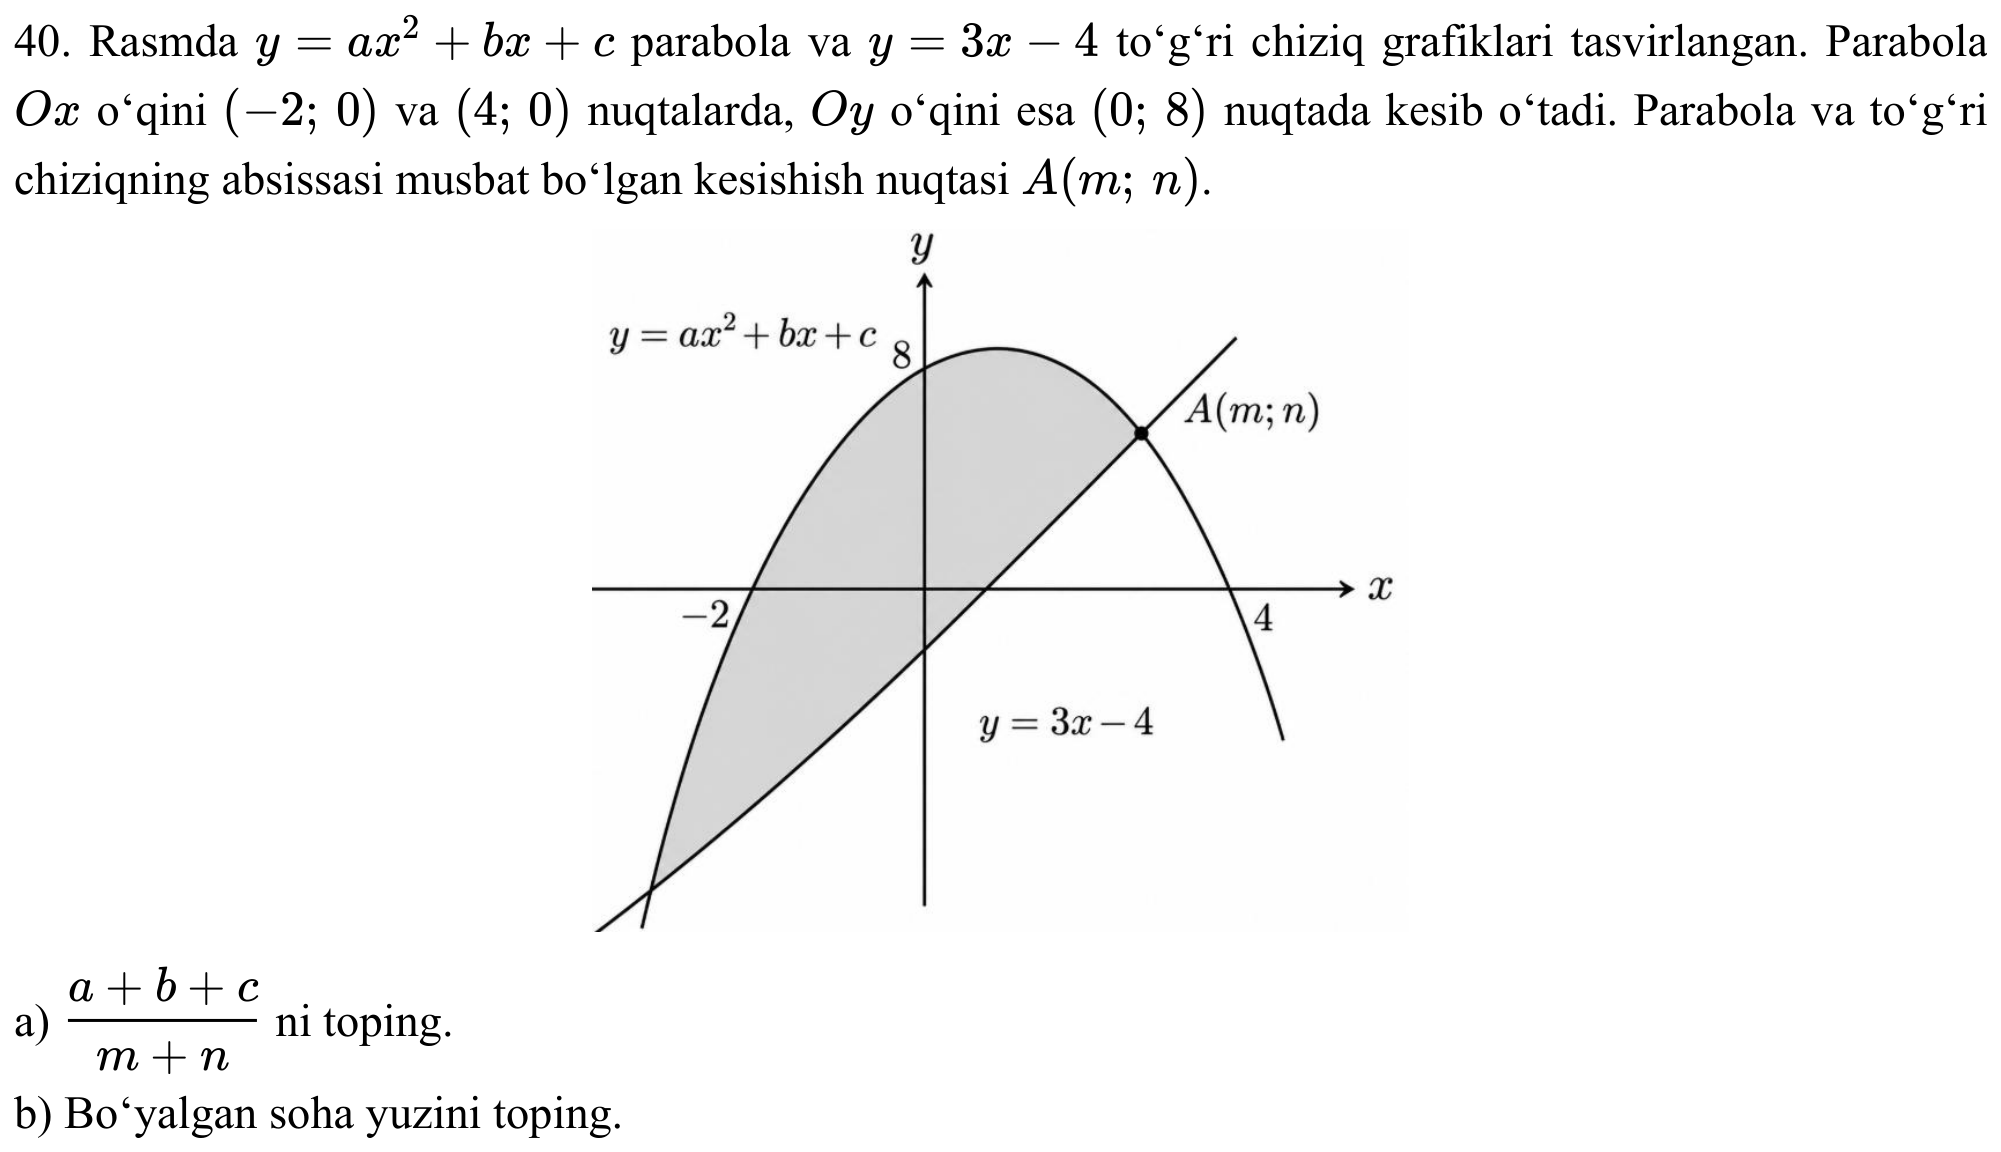 40. Rasmda y = ax² + bx + c parabola va y = 3x − 4 to‘g‘ri chiziq grafiklari tasvirlangan. Parabola
Ox o‘qini (−2; 0) va (4; 0) nuqtalarda, Oy o‘qini esa (0; 8) nuqtada kesib o‘tadi. Parabola va to‘g‘ri
chiziqning absissasi musbat bo‘lgan kesishish nuqtasi A(m; n).
y
y = ax² + bx + c
8
A(m; n)
x
−2
4
y = 3x − 4
a) (a + b + c)/(m + n) ni toping.
b) Bo‘yalgan soha yuzini toping.